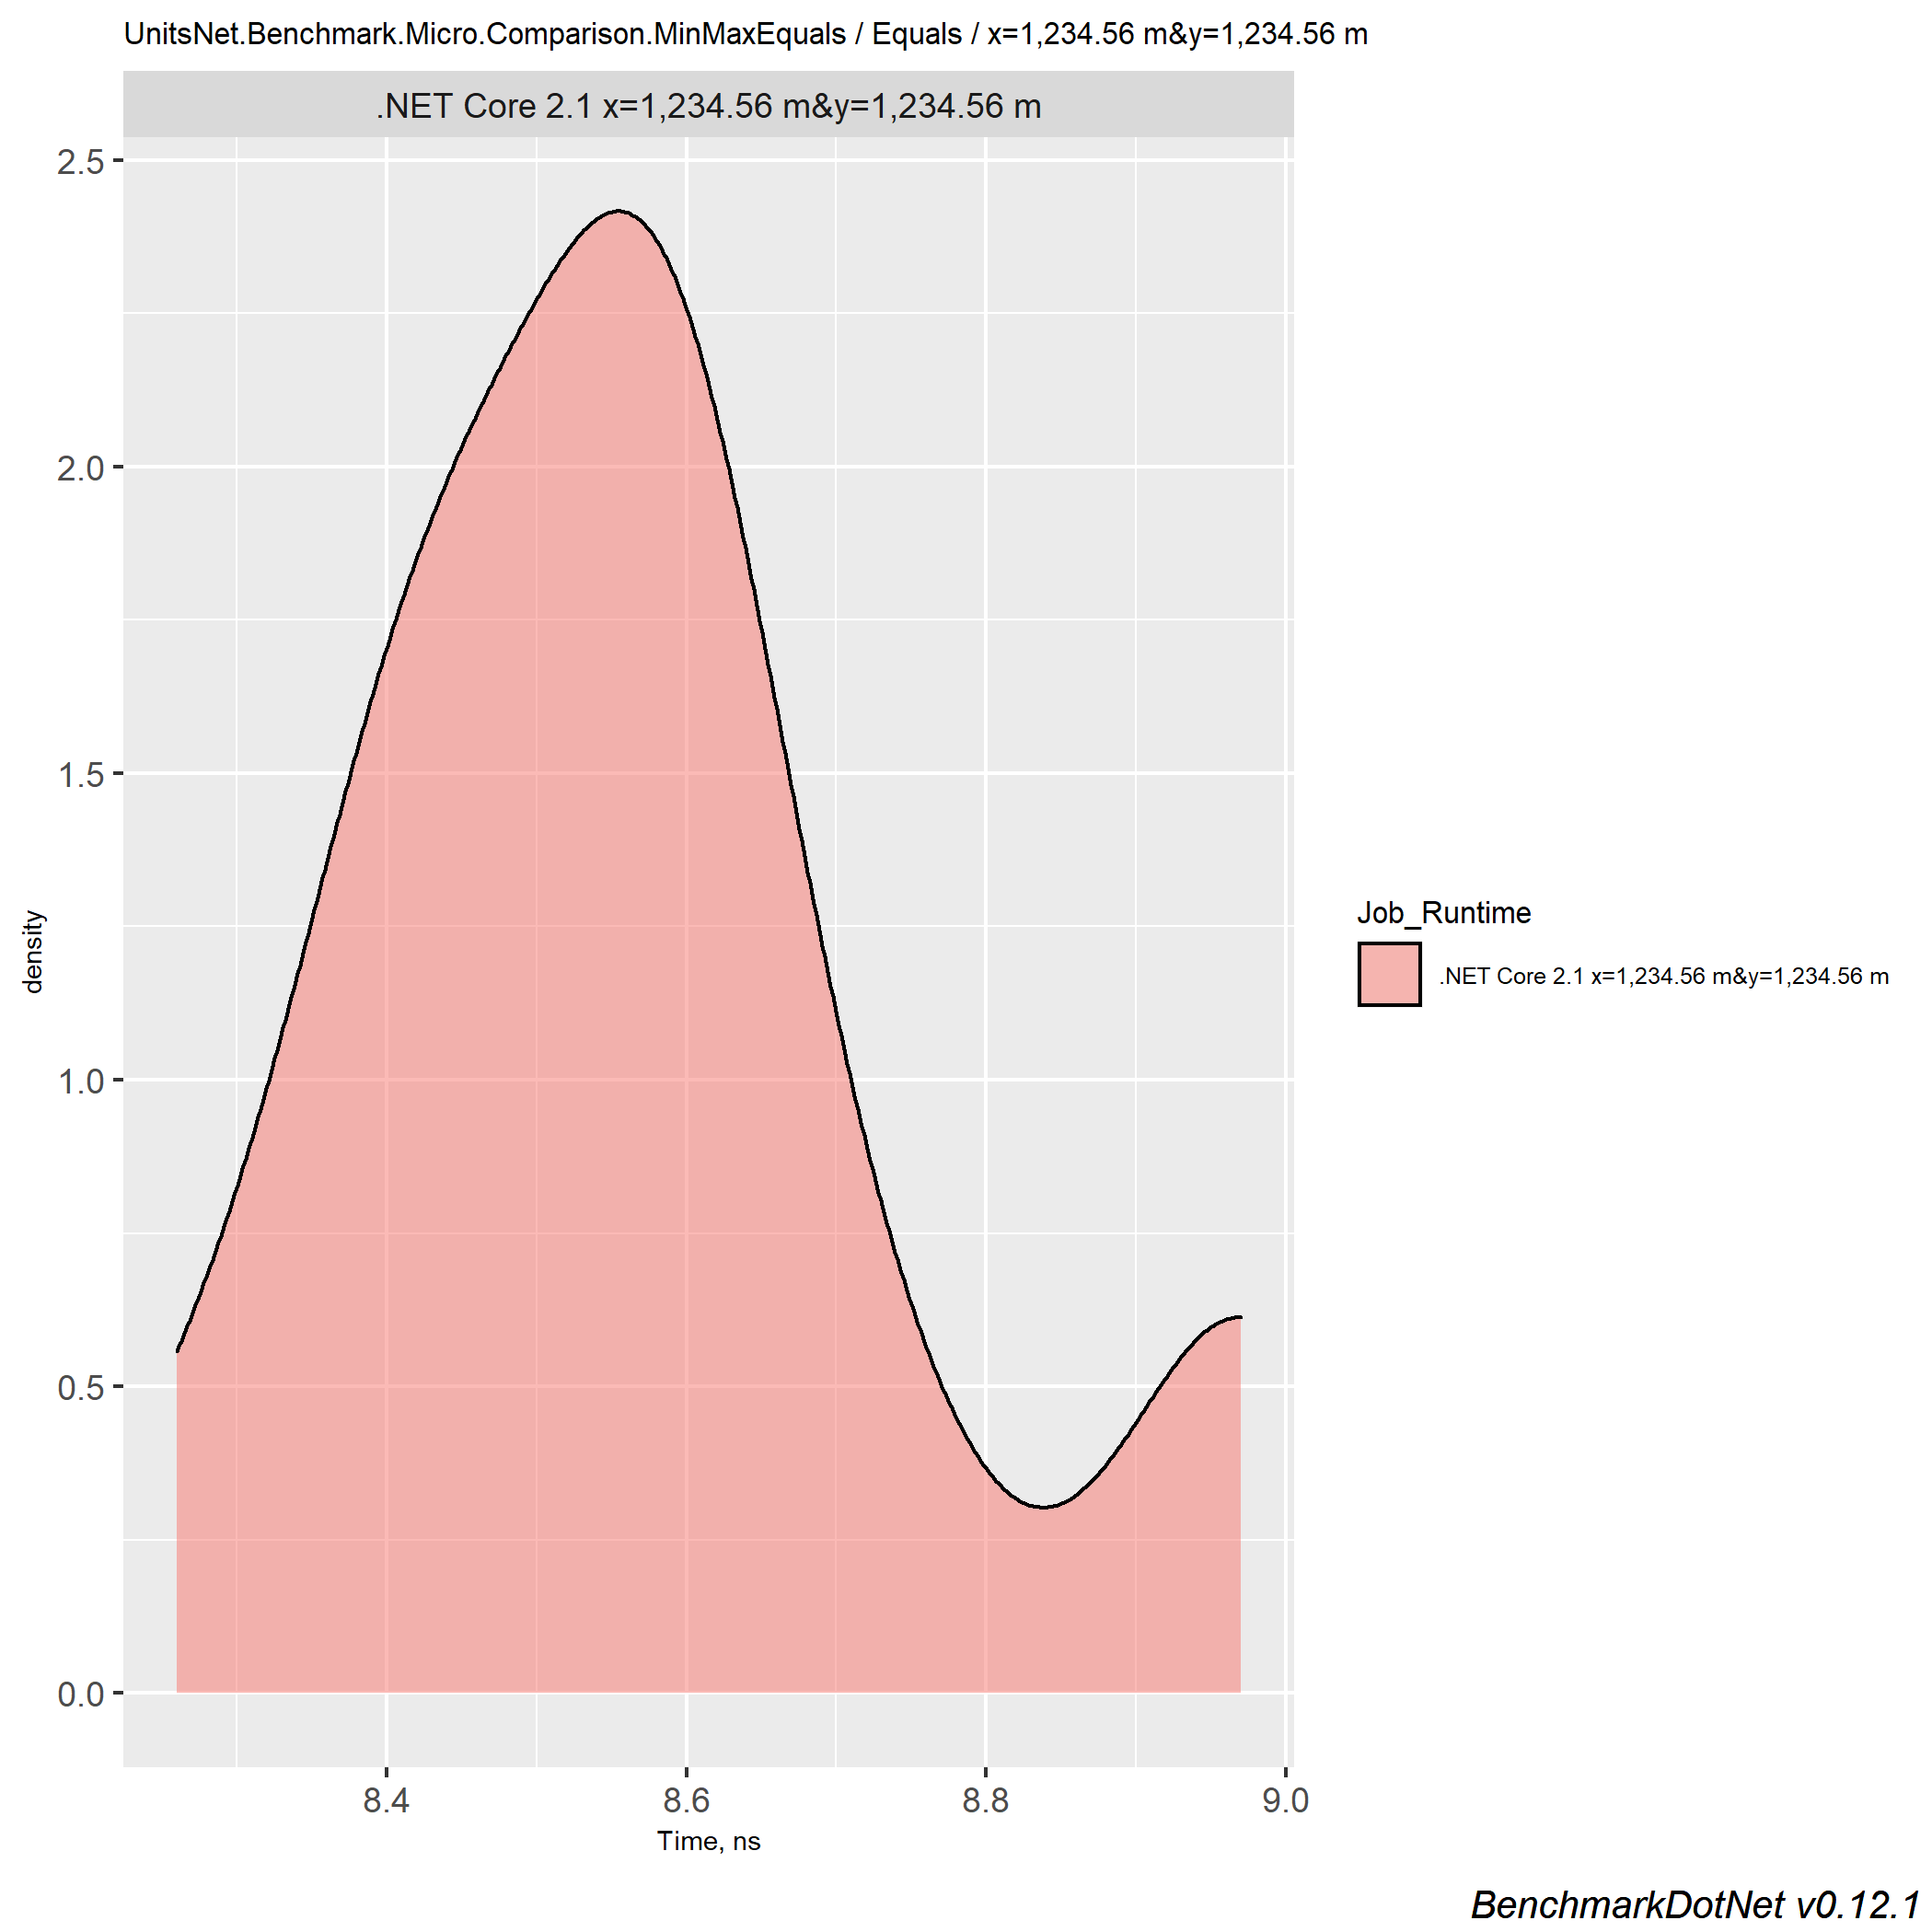 UnitsNet.Benchmark.Micro.Comparison.MinMaxEquals / Equals / x=1,234.56 m&y=1,234.56 m
.NET Core 2.1 x=1,234.56 m&y=1,234.56 m
2.5
2.0
1.5
1.0
0.5
0.0
density
8.4 8.6 8.8 9.0
Time, ns
Job_Runtime
.NET Core 2.1 x=1,234.56 m&y=1,234.56 m
BenchmarkDotNet v0.12.1